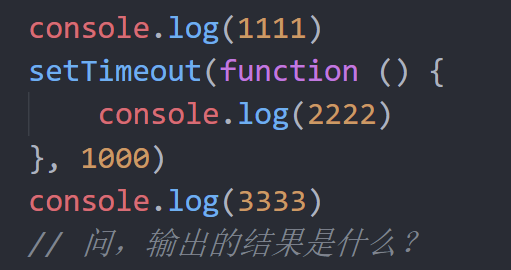 console.log(1111)
setTimeout(function () {
    console.log(2222)
}, 1000)
console.log(3333)
// 问，输出的结果是什么？